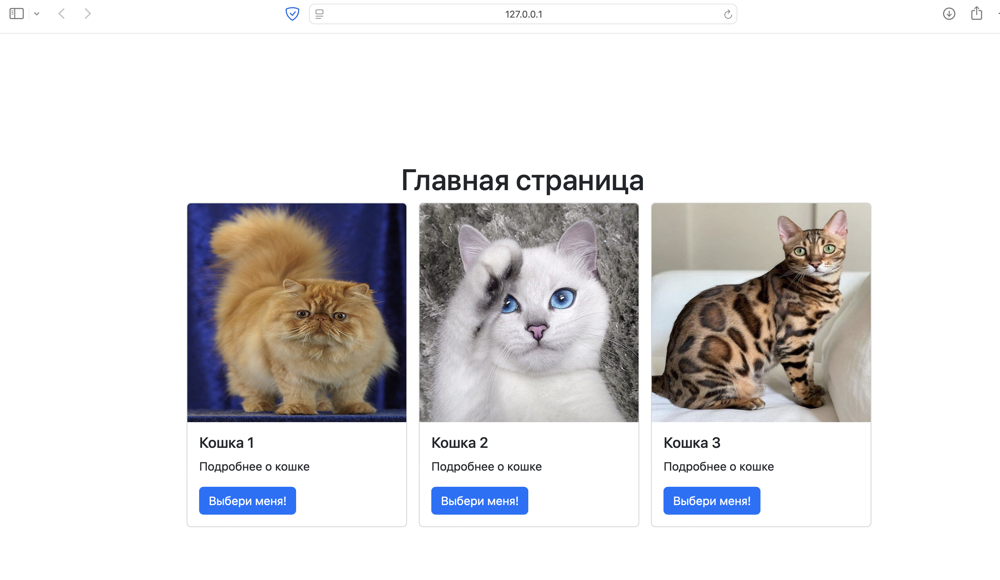 127.0.0.1
Главная страница
Кошка 1
Подробнее о кошке
Выбери меня!
Кошка 2
Подробнее о кошке
Выбери меня!
Кошка 3
Подробнее о кошке
Выбери меня!